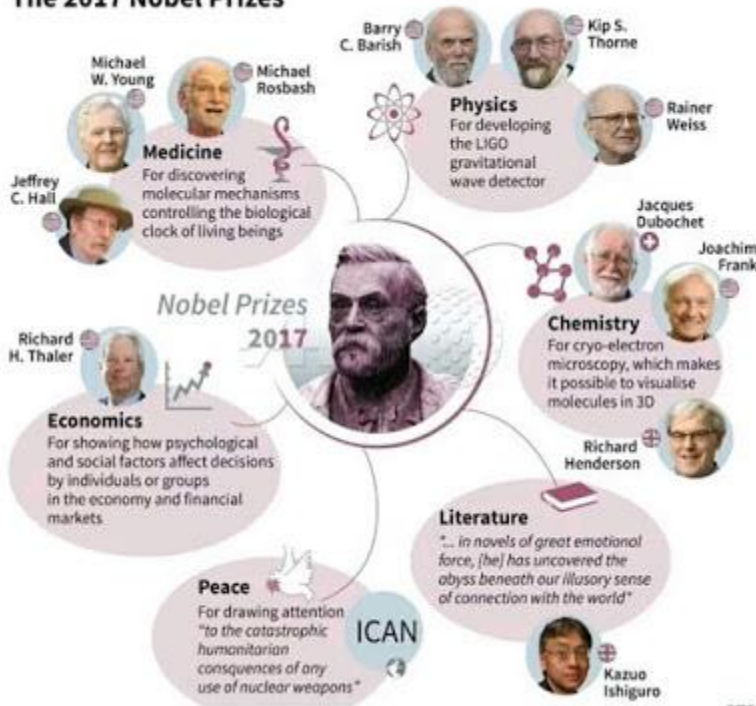 The 2017 Nobel Prizes
Michael
W. Young
Michael
Rosbash
Jeffrey
C. Hall
Medicine
For discovering
molecular mechanisms
controlling the biological
clock of living beings
Barry
C. Barish
Kip S.
Thorne
Rainer
Weiss
Physics
For developing
the LIGO
gravitational
wave detector
Jacques
Dubochet
Joachim
Frank
Chemistry
For cryo-electron
microscopy, which makes
it possible to visualise
molecules in 3D
Richard
Henderson
Nobel Prizes
2017
Richard
H. Thaler
Economics
For showing how psychological
and social factors affect decisions
by individuals or groups
in the economy and financial
markets
Literature
"... in novels of great emotional
force, [he] has uncovered the
abyss beneath our illusory sense
of connection with the world"
Kazuo
Ishiguro
Peace
For drawing attention
"to the catastrophic
humanitarian
consquences of any
use of nuclear weapons"
ICAN